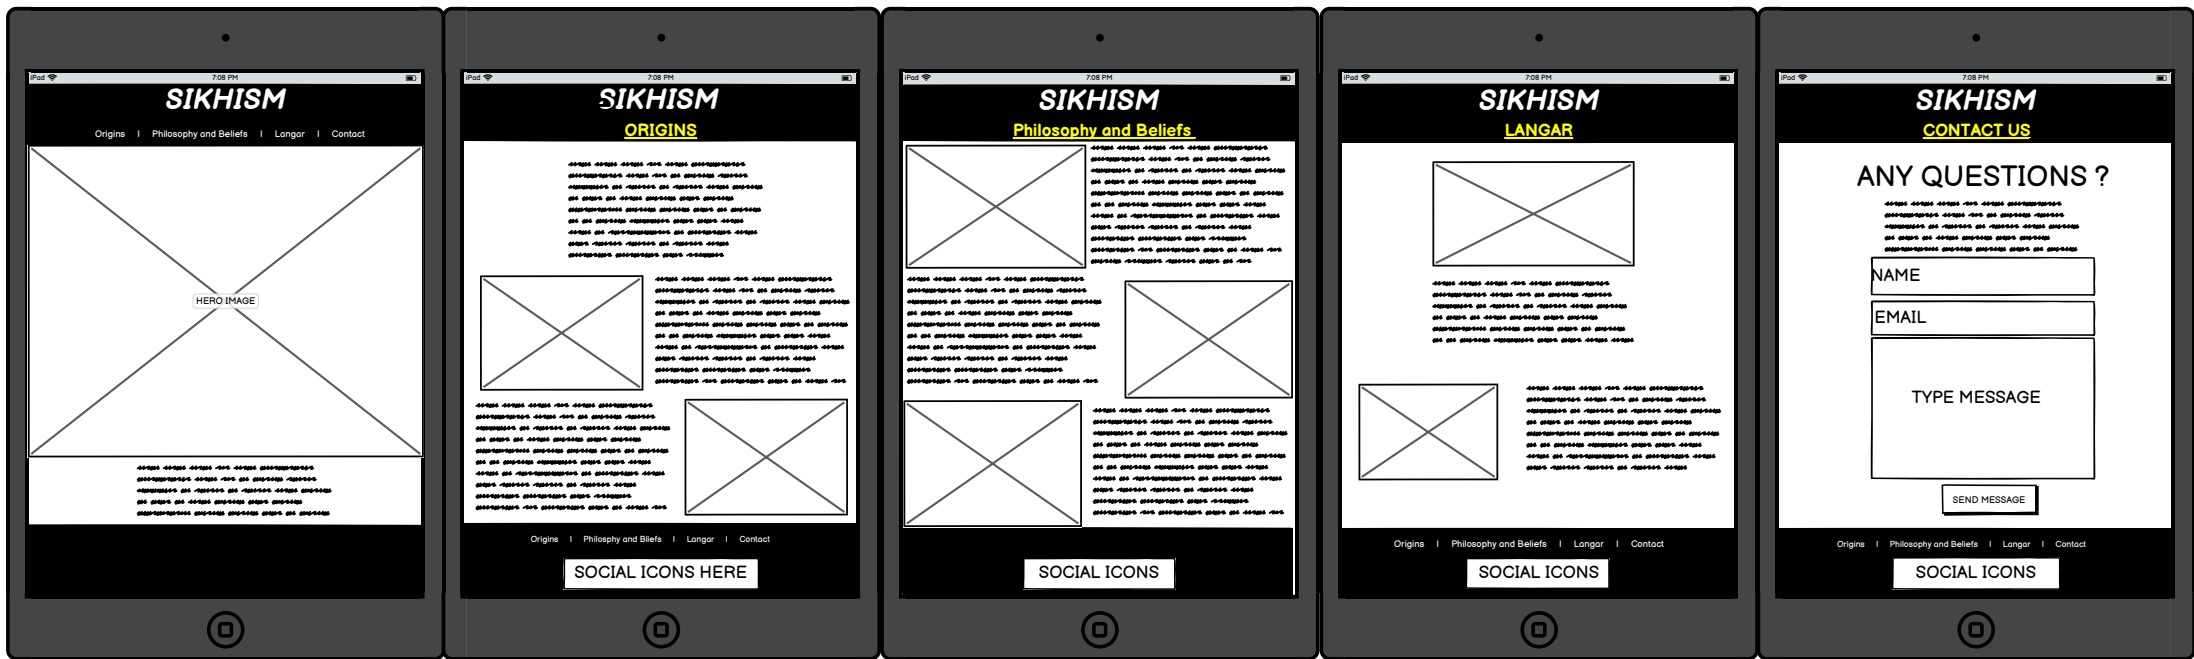 iPad 7:08 PM
SIKHISM
Origins | Philosophy and Beliefs | Langar | Contact
HERO IMAGE
iPad 7:08 PM
SIKHISM
ORIGINS
Origins | Philosphy and Bliefs | Langar | Contact
SOCIAL ICONS HERE
iPad 7:08 PM
SIKHISM
Philosophy and Beliefs
SOCIAL ICONS
iPad 7:08 PM
SIKHISM
LANGAR
Origins | Philosophy and Beliefs | Langar | Contact
SOCIAL ICONS
iPad 7:08 PM
SIKHISM
CONTACT US
ANY QUESTIONS ?
NAME
EMAIL
TYPE MESSAGE
SEND MESSAGE
Origins | Philosophy and Beliefs | Langar | Contact
SOCIAL ICONS